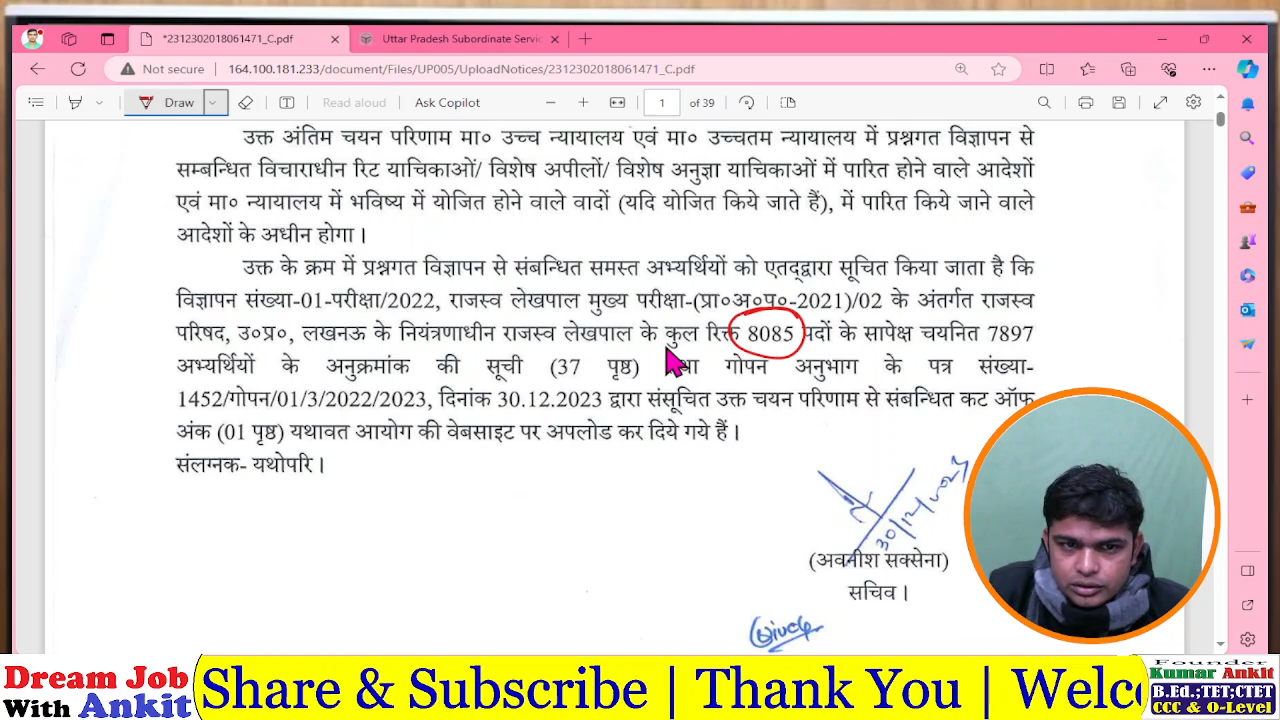 *2312302018061471_C.pdf
Uttar Pradesh Subordinate Servic
Not secure
164.100.181.233/document/Files/UP005/UploadNotices/2312302018061471_C.pdf
Draw
Read aloud
Ask Copilot
1 of 39
उक्त अंतिम चयन परिणाम मा० उच्च न्यायालय एवं मा० उच्चतम न्यायालय में प्रश्नगत विज्ञापन से
सम्बन्धित विचाराधीन रिट याचिकाओं/ विशेष अपीलों/ विशेष अनुज्ञा याचिकाओं में पारित होने वाले आदेशों
एवं मा० न्यायालय में भविष्य में योजित होने वाले वादों (यदि योजित किये जाते हैं), में पारित किये जाने वाले
आदेशों के अधीन होगा।
उक्त के क्रम में प्रश्नगत विज्ञापन से संबन्धित समस्त अभ्यर्थियों को एतद्द्वारा सूचित किया जाता है कि
विज्ञापन संख्या-01-परीक्षा/2022, राजस्व लेखपाल मुख्य परीक्षा-(प्रा०अ०प०-2021)/02 के अंतर्गत राजस्व
परिषद, उ०प्र०, लखनऊ के नियंत्रणाधीन राजस्व लेखपाल के कुल रिक्त 8085 पदों के सापेक्ष चयनित 7897
अभ्यर्थियों के अनुक्रमांक की सूची (37 पृष्ठ) गोपन अनुभाग के पत्र संख्या-
1452/गोपन/01/3/2022/2023, दिनांक 30.12.2023 द्वारा संसूचित उक्त चयन परिणाम से संबन्धित कट ऑफ
अंक (01 पृष्ठ) यथावत आयोग की वेबसाइट पर अपलोड कर दिये गये हैं।
संलग्नक- यथोपरि।
30/12/2023
(अवनीश सक्सेना)
सचिव।
Dream Job
With Ankit
Share & Subscribe | Thank You | Welc
Founder
Kumar Ankit
B.Ed.;TET;CTET
CCC & O-Level